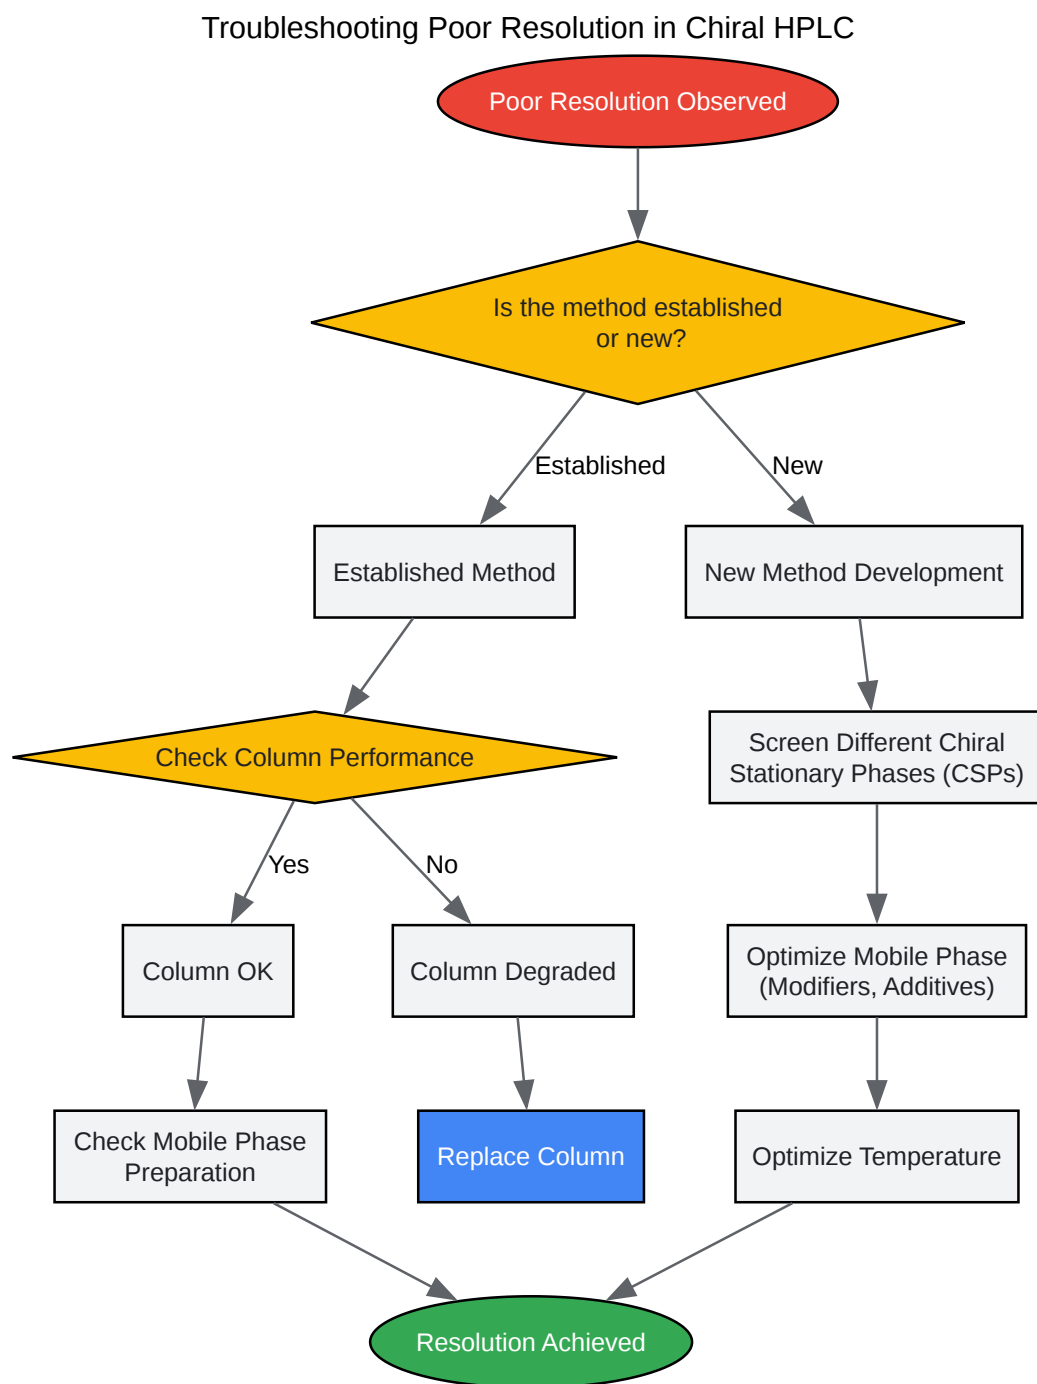 Troubleshooting Poor Resolution in Chiral HPLC
Poor Resolution Observed
Is the method established
or new?
Established
New
Established Method
New Method Development
Check Column Performance
Screen Different Chiral
Stationary Phases (CSPs)
Yes
No
Column OK
Column Degraded
Optimize Mobile Phase
(Modifiers, Additives)
Check Mobile Phase
Preparation
Replace Column
Optimize Temperature
Resolution Achieved